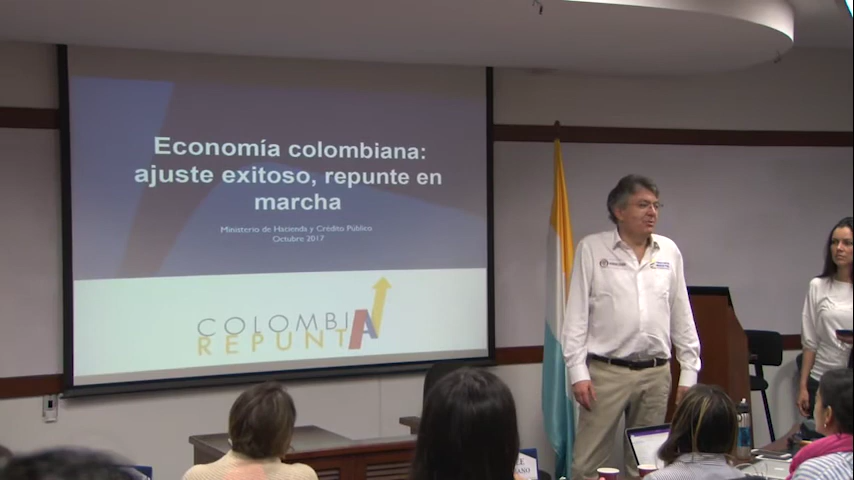 Economía colombiana:
ajuste exitoso, repunte en
marcha
Ministerio de Hacienda y Crédito Público
Octubre 2017
COLOMBIA
REPUNTA